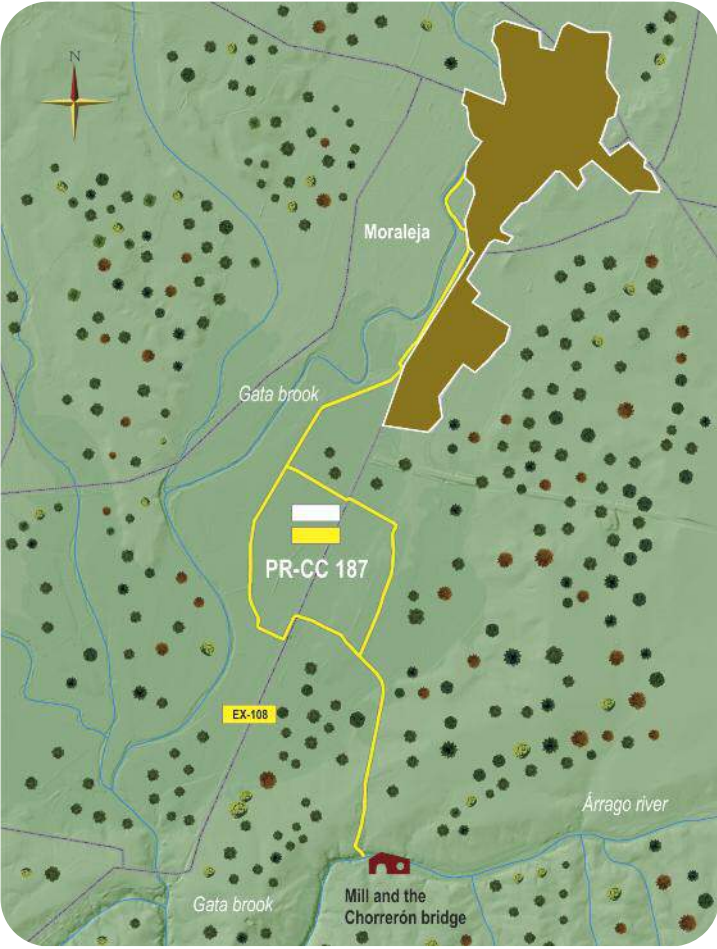 N
Moraleja
Gata brook
PR-CC 187
EX-108
Árrago river
Mill and the
Chorrerón bridge
Gata brook